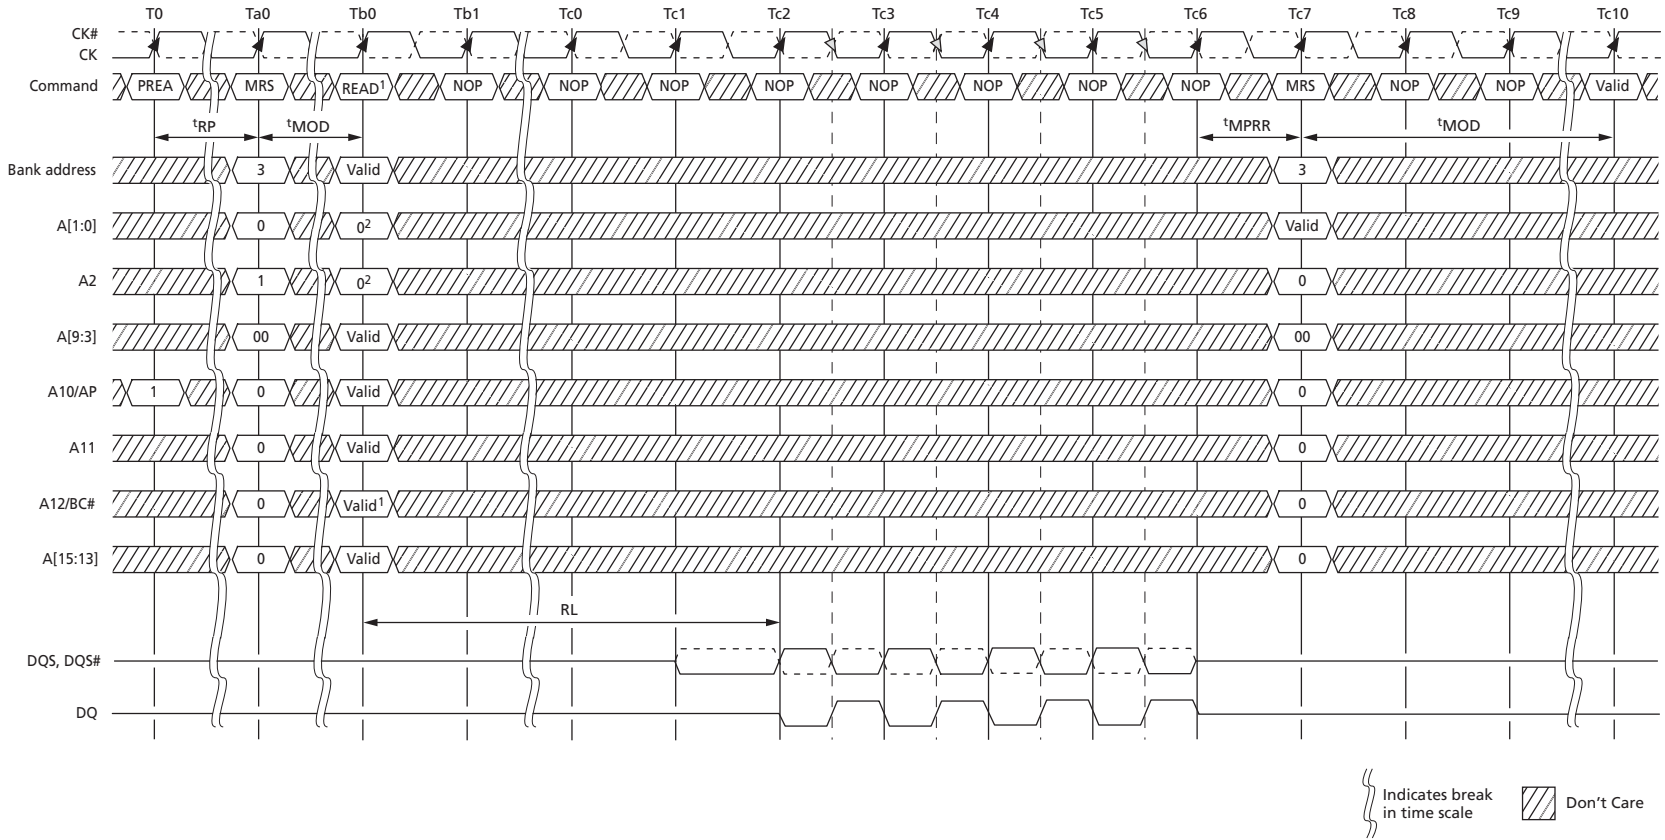 T0 Ta0 Tb0 Tb1 Tc0 Tc1 Tc2 Tc3 Tc4 Tc5 Tc6 Tc7 Tc8 Tc9 Tc10
CK#
CK
Command PREA MRS READ¹ NOP NOP NOP NOP NOP NOP NOP NOP MRS NOP NOP Valid
ᵗRP ᵗMOD ᵗMPRR ᵗMOD
Bank address 3 Valid 3
A[1:0] 0 0² Valid
A2 1 0² 0
A[9:3] 00 Valid 00
A10/AP 1 0 Valid 0
A11 0 Valid 0
A12/BC# 0 Valid¹ 0
A[15:13] 0 Valid 0
RL
DQS, DQS#
DQ
Indicates break
in time scale
Don't Care